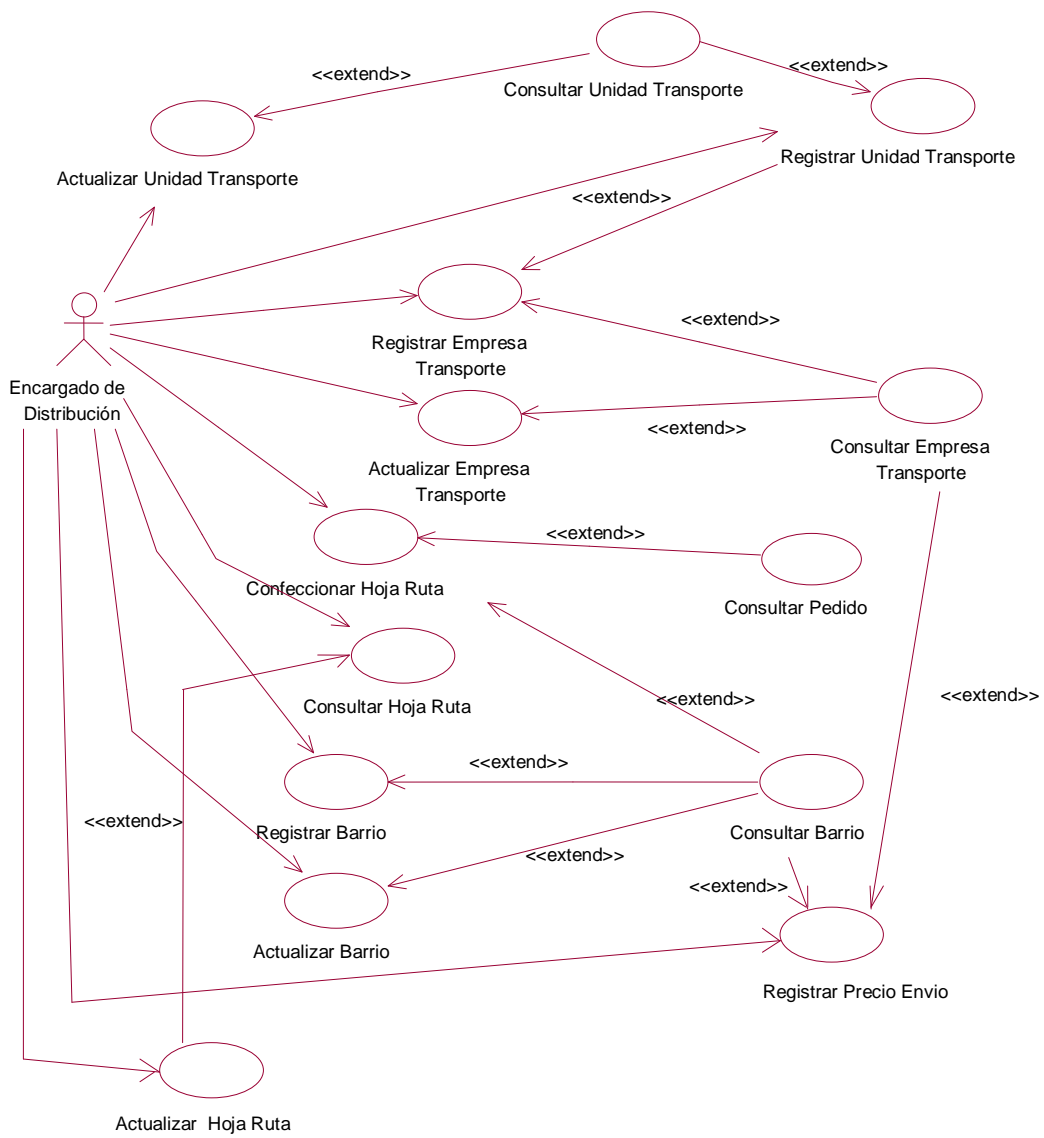 <<extend>>
Consultar Unidad Transporte
<<extend>>
Actualizar Unidad Transporte
Registrar Unidad Transporte
<<extend>>
<<extend>>
Registrar Empresa
Transporte
Encargado de
Distribución
<<extend>>
Actualizar Empresa
Transporte
Consultar Empresa
Transporte
<<extend>>
Confeccionar Hoja Ruta
Consultar Pedido
<<extend>>
<<extend>>
Consultar Hoja Ruta
<<extend>>
<<extend>>
Registrar Barrio
Consultar Barrio
<<extend>>
<<extend>>
Actualizar Barrio
Registrar Precio Envio
Actualizar  Hoja Ruta